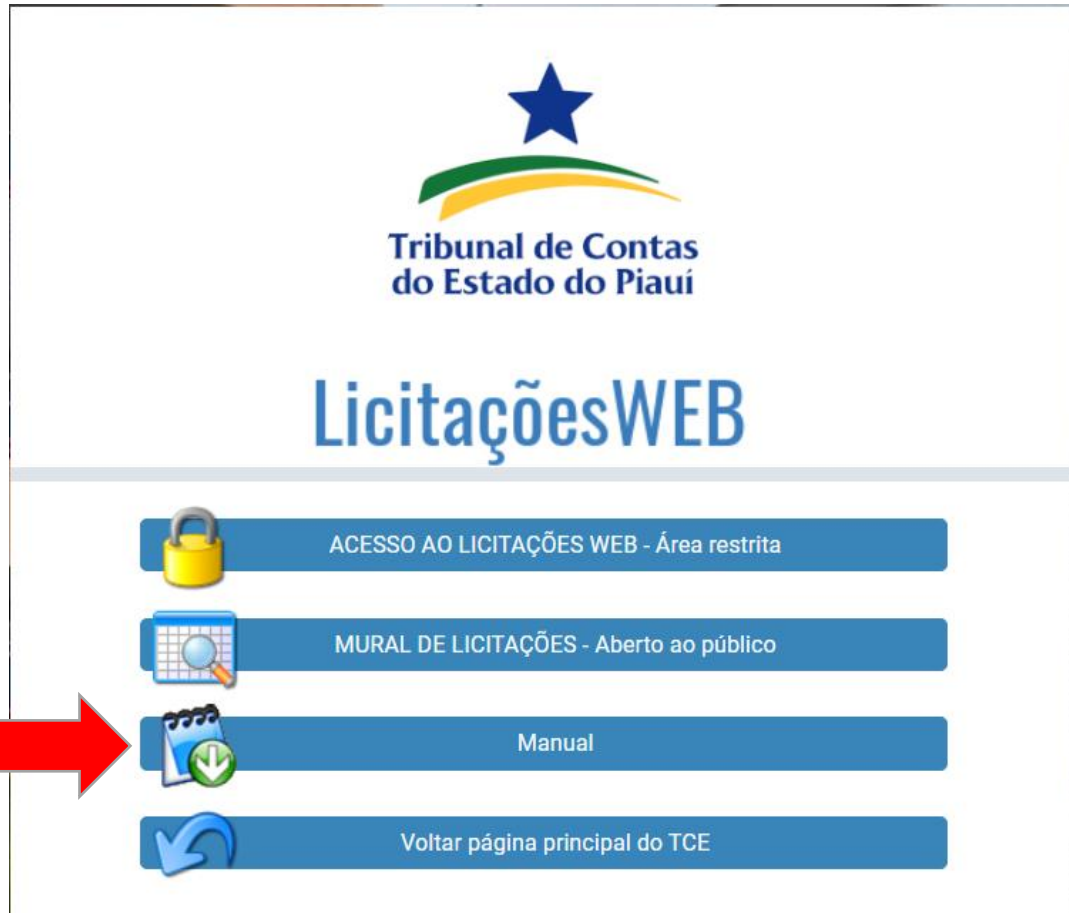 Tribunal de Contas
do Estado do Piauí
LicitaçõesWEB
ACESSO AO LICITAÇÕES WEB - Área restrita
MURAL DE LICITAÇÕES - Aberto ao público
Manual
Voltar página principal do TCE